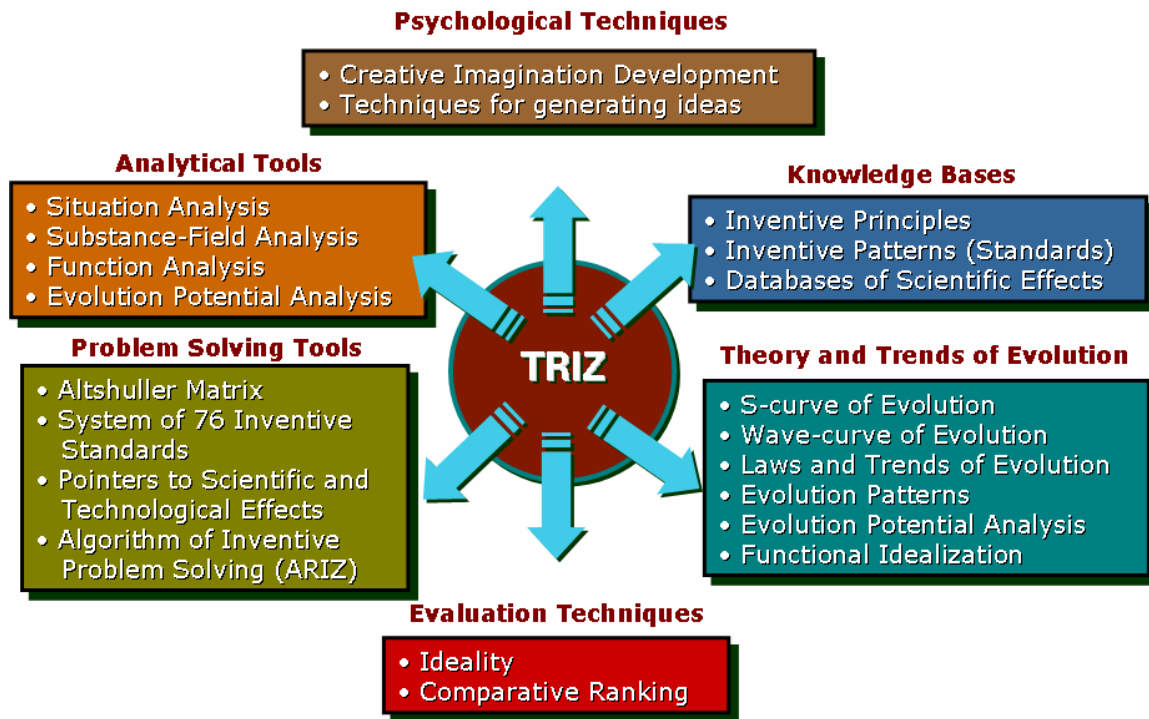 Psychological Techniques
• Creative Imagination Development
• Techniques for generating ideas
Analytical Tools
• Situation Analysis
• Substance-Field Analysis
• Function Analysis
• Evolution Potential Analysis
Knowledge Bases
• Inventive Principles
• Inventive Patterns (Standards)
• Databases of Scientific Effects
TRIZ
Problem Solving Tools
• Altshuller Matrix
• System of 76 Inventive
Standards
• Pointers to Scientific and
Technological Effects
• Algorithm of Inventive
Problem Solving (ARIZ)
Theory and Trends of Evolution
• S-curve of Evolution
• Wave-curve of Evolution
• Laws and Trends of Evolution
• Evolution Patterns
• Evolution Potential Analysis
• Functional Idealization
Evaluation Techniques
• Ideality
• Comparative Ranking